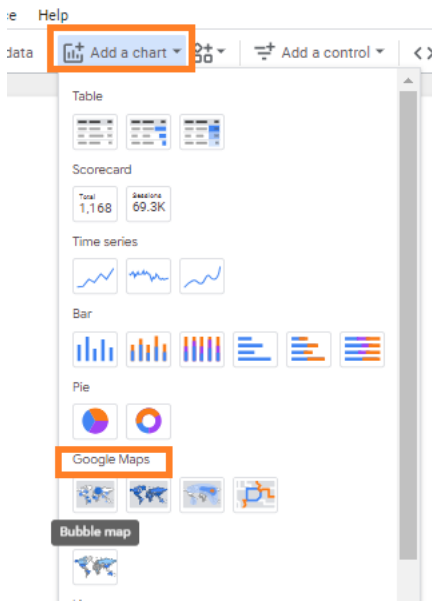 Help
data
Add a chart
Add a control
Table
Scorecard
Total
1,168
Sessions
69.3K
Time series
Bar
Pie
Google Maps
Bubble map